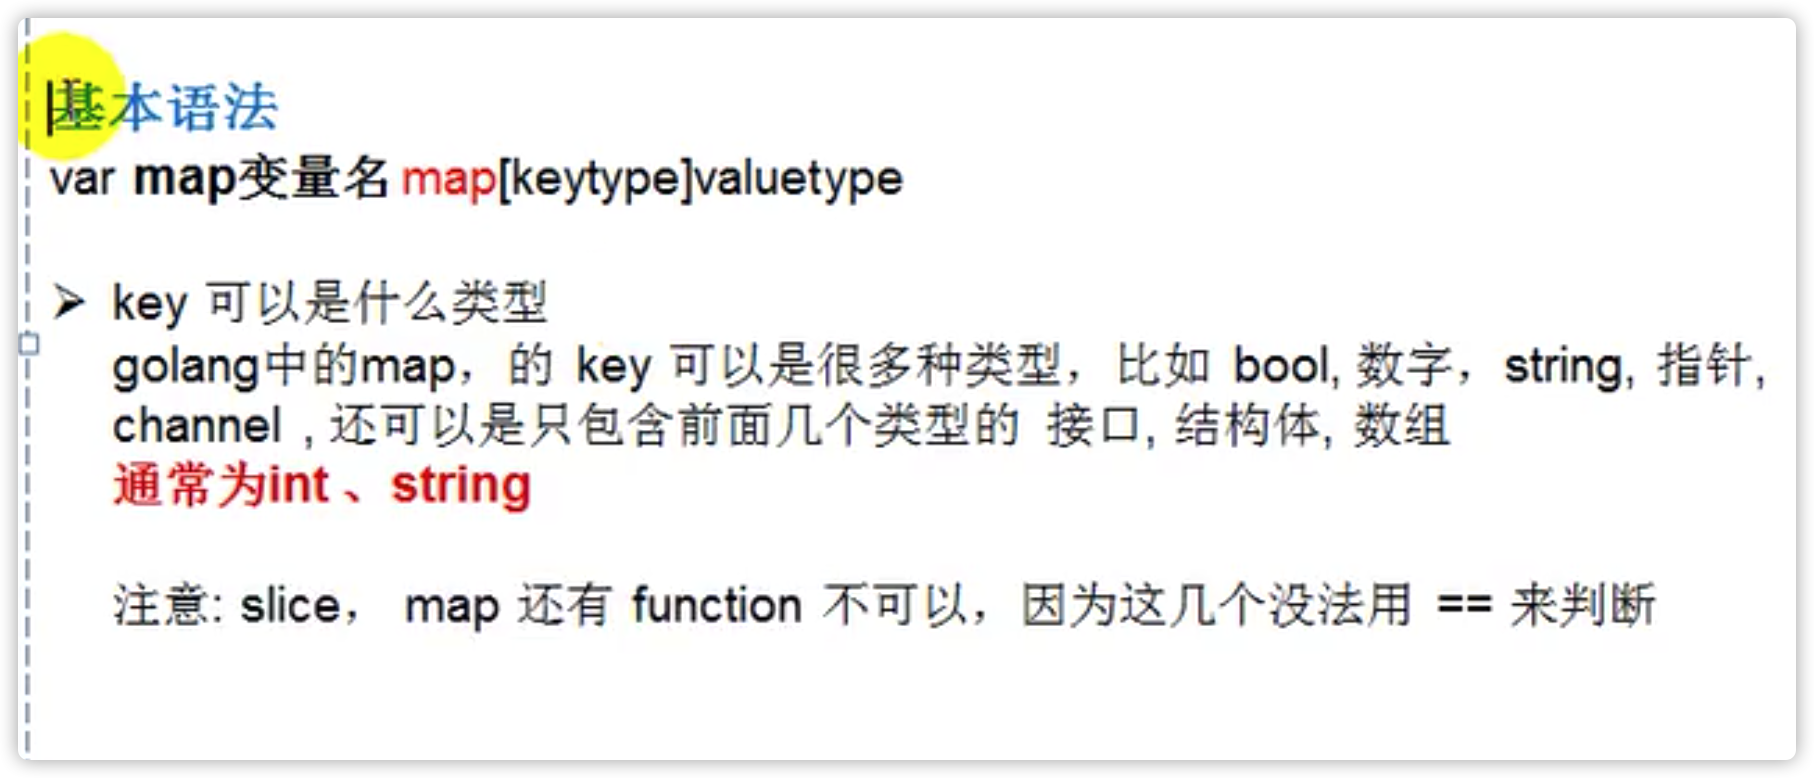 基本语法
var map变量名 map[keytype]valuetype
➢ key 可以是什么类型
golang中的map，的 key 可以是很多种类型，比如 bool, 数字，string, 指针,
channel , 还可以是只包含前面几个类型的 接口, 结构体, 数组
通常为int 、string
注意: slice， map 还有 function 不可以，因为这几个没法用 == 来判断